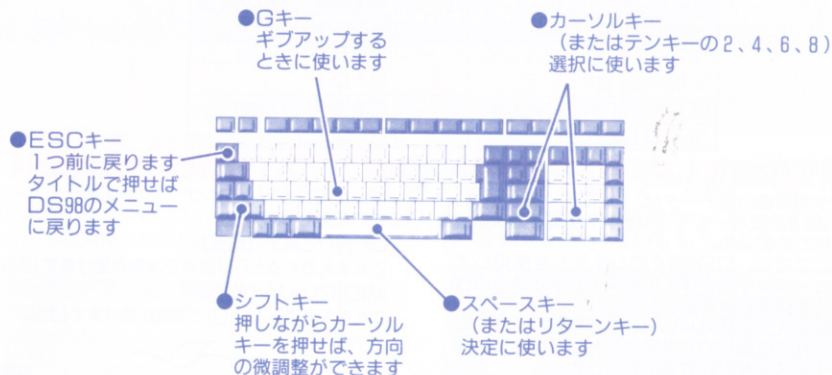 ●Gキー
ギブアップする
ときに使います
●カーソルキー
（またはテンキーの2、4、6、8）
選択に使います
●ESCキー
1つ前に戻ります
タイトルで押せば
DS98のメニュー
に戻ります
●シフトキー
押しながらカーソル
キーを押せば、方向
の微調整ができます
●スペースキー
（またはリターンキー）
決定に使います